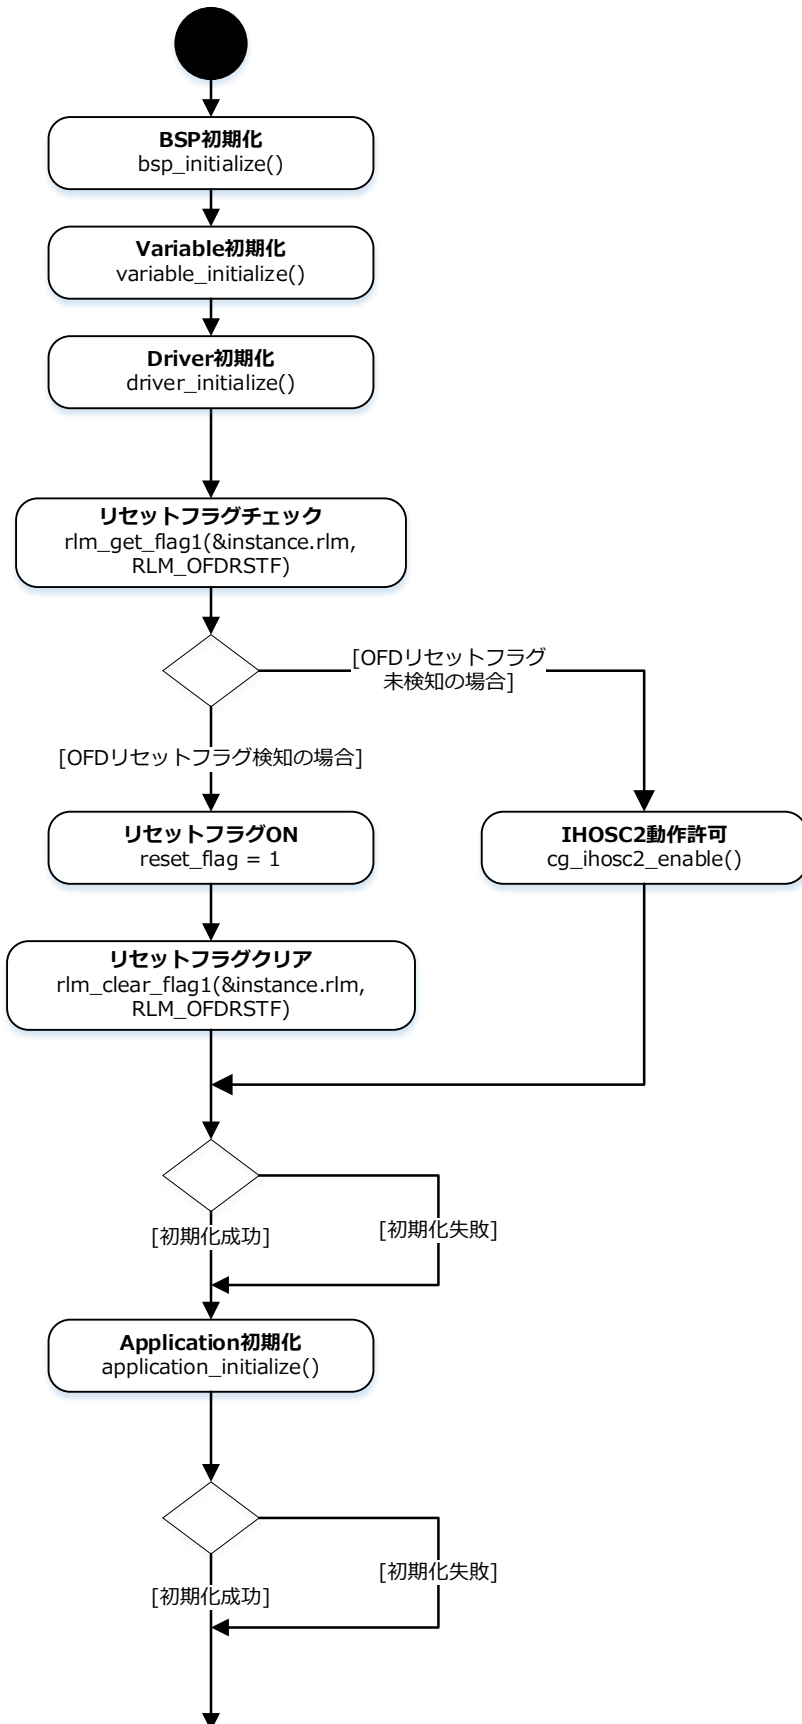 BSP初期化
bsp_initialize()
Variable初期化
variable_initialize()
Driver初期化
driver_initialize()
リセットフラグチェック
rlm_get_flag1(&instance.rlm,
RLM_OFDRSTF)
[OFDリセットフラグ
未検知の場合]
[OFDリセットフラグ検知の場合]
リセットフラグON
reset_flag = 1
IHOSC2動作許可
cg_ihosc2_enable()
リセットフラグクリア
rlm_clear_flag1(&instance.rlm,
RLM_OFDRSTF)
[初期化成功]
[初期化失敗]
Application初期化
application_initialize()
[初期化成功]
[初期化失敗]